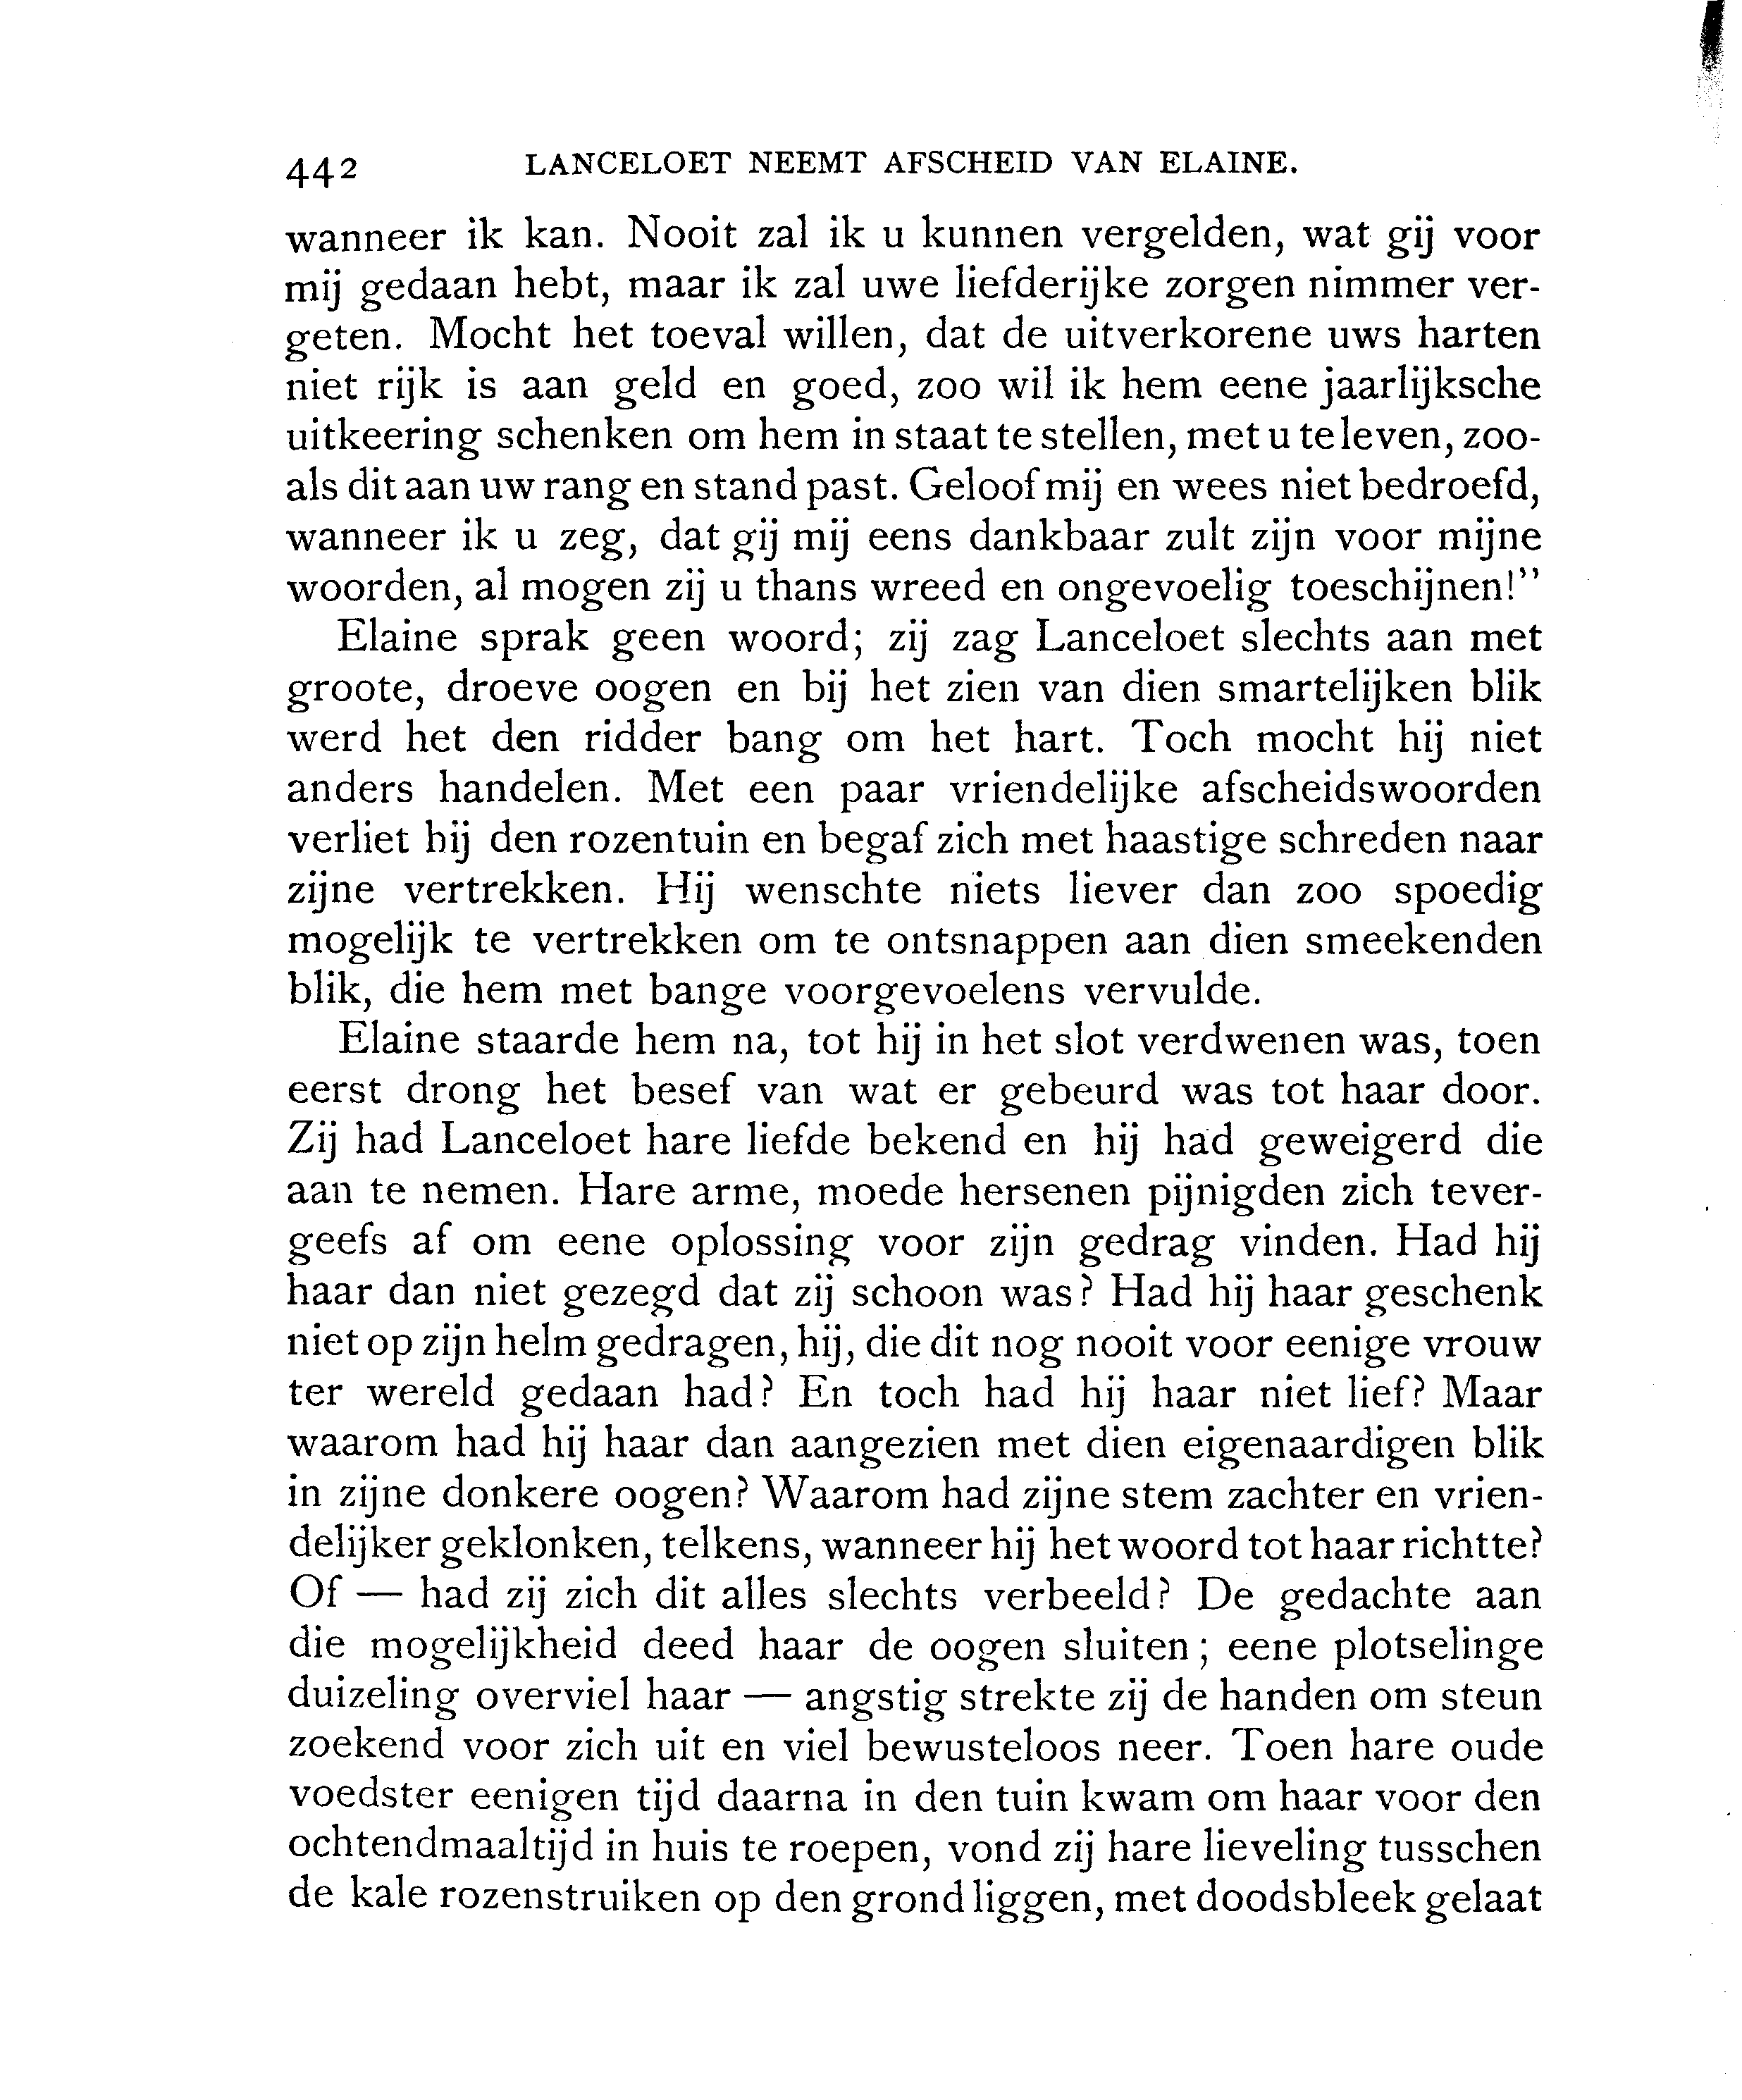 442 LANCELOET NEEMT AFSCHEID VAN ELAINE.
wanneer ik kan. Nooit zal ik u kunnen vergelden, wat gij voor
mij gedaan hebt, maar ik zal uwe liefderijke zorgen nimmer ver-
geten. Mocht het toeval willen, dat de uitverkorene uws harten
niet rijk is aan geld en goed, zoo wil ik hem eene jaarlijksche
uitkeering schenken om hem in staat te stellen, met u te leven, zoo-
als dit aan uw rang en stand past. Geloof mij en wees niet bedroefd,
wanneer ik u zeg, dat gij mij eens dankbaar zult zijn voor mijne
woorden, al mogen zij u thans wreed en ongevoelig toeschijnen!”
Elaine sprak geen woord; zij zag Lanceloet slechts aan met
groote, droeve oogen en bij het zien van dien smartelijken blik
werd het den ridder bang om het hart. Toch mocht hij niet
anders handelen. Met een paar vriendelijke afscheidswoorden
verliet hij den rozentuin en begaf zich met haastige schreden naar
zijne vertrekken. Hij wenschte niets liever dan zoo spoedig
mogelijk te vertrekken om te ontsnappen aan dien smeekenden
blik, die hem met bange voorgevoelens vervulde.
Elaine staarde hem na, tot hij in het slot verdwenen was, toen
eerst drong het besef van wat er gebeurd was tot haar door.
Zij had Lanceloet hare liefde bekend en hij had geweigerd die
aan te nemen. Hare arme, moede hersenen pijnigden zich tever-
geefs af om eene oplossing voor zijn gedrag vinden. Had hij
haar dan niet gezegd dat zij schoon was? Had hij haar geschenk
niet op zijn helm gedragen, hij, die dit nog nooit voor eenige vrouw
ter wereld gedaan had? En toch had hij haar niet lief? Maar
waarom had hij haar dan aangezien met dien eigenaardigen blik
in zijne donkere oogen? Waarom had zijne stem zachter en vrien-
delijker geklonken, telkens, wanneer hij het woord tot haar richtte?
Of — had zij zich dit alles slechts verbeeld? De gedachte aan
die mogelijkheid deed haar de oogen sluiten; eene plotselinge
duizeling overviel haar — angstig strekte zij de handen om steun
zoekend voor zich uit en viel bewusteloos neer. Toen hare oude
voedster eenigen tijd daarna in den tuin kwam om haar voor den
ochtendmaaltijd in huis te roepen, vond zij hare lieveling tusschen
de kale rozenstruiken op den grond liggen, met doodsbleek gelaat